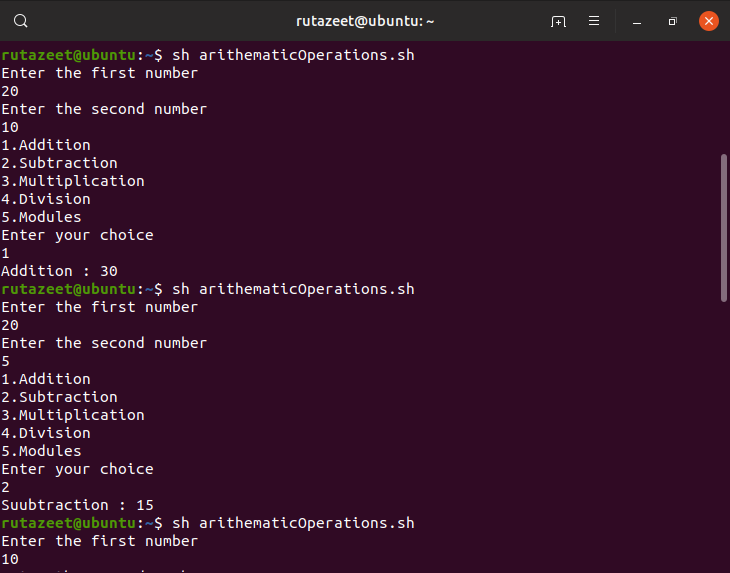 rutazeet@ubuntu: ~
rutazeet@ubuntu:~$ sh arithematicOperations.sh
Enter the first number
20
Enter the second number
10
1.Addition
2.Subtraction
3.Multiplication
4.Division
5.Modules
Enter your choice
1
Addition : 30
rutazeet@ubuntu:~$ sh arithematicOperations.sh
Enter the first number
20
Enter the second number
5
1.Addition
2.Subtraction
3.Multiplication
4.Division
5.Modules
Enter your choice
2
Suubtraction : 15
rutazeet@ubuntu:~$ sh arithematicOperations.sh
Enter the first number
10